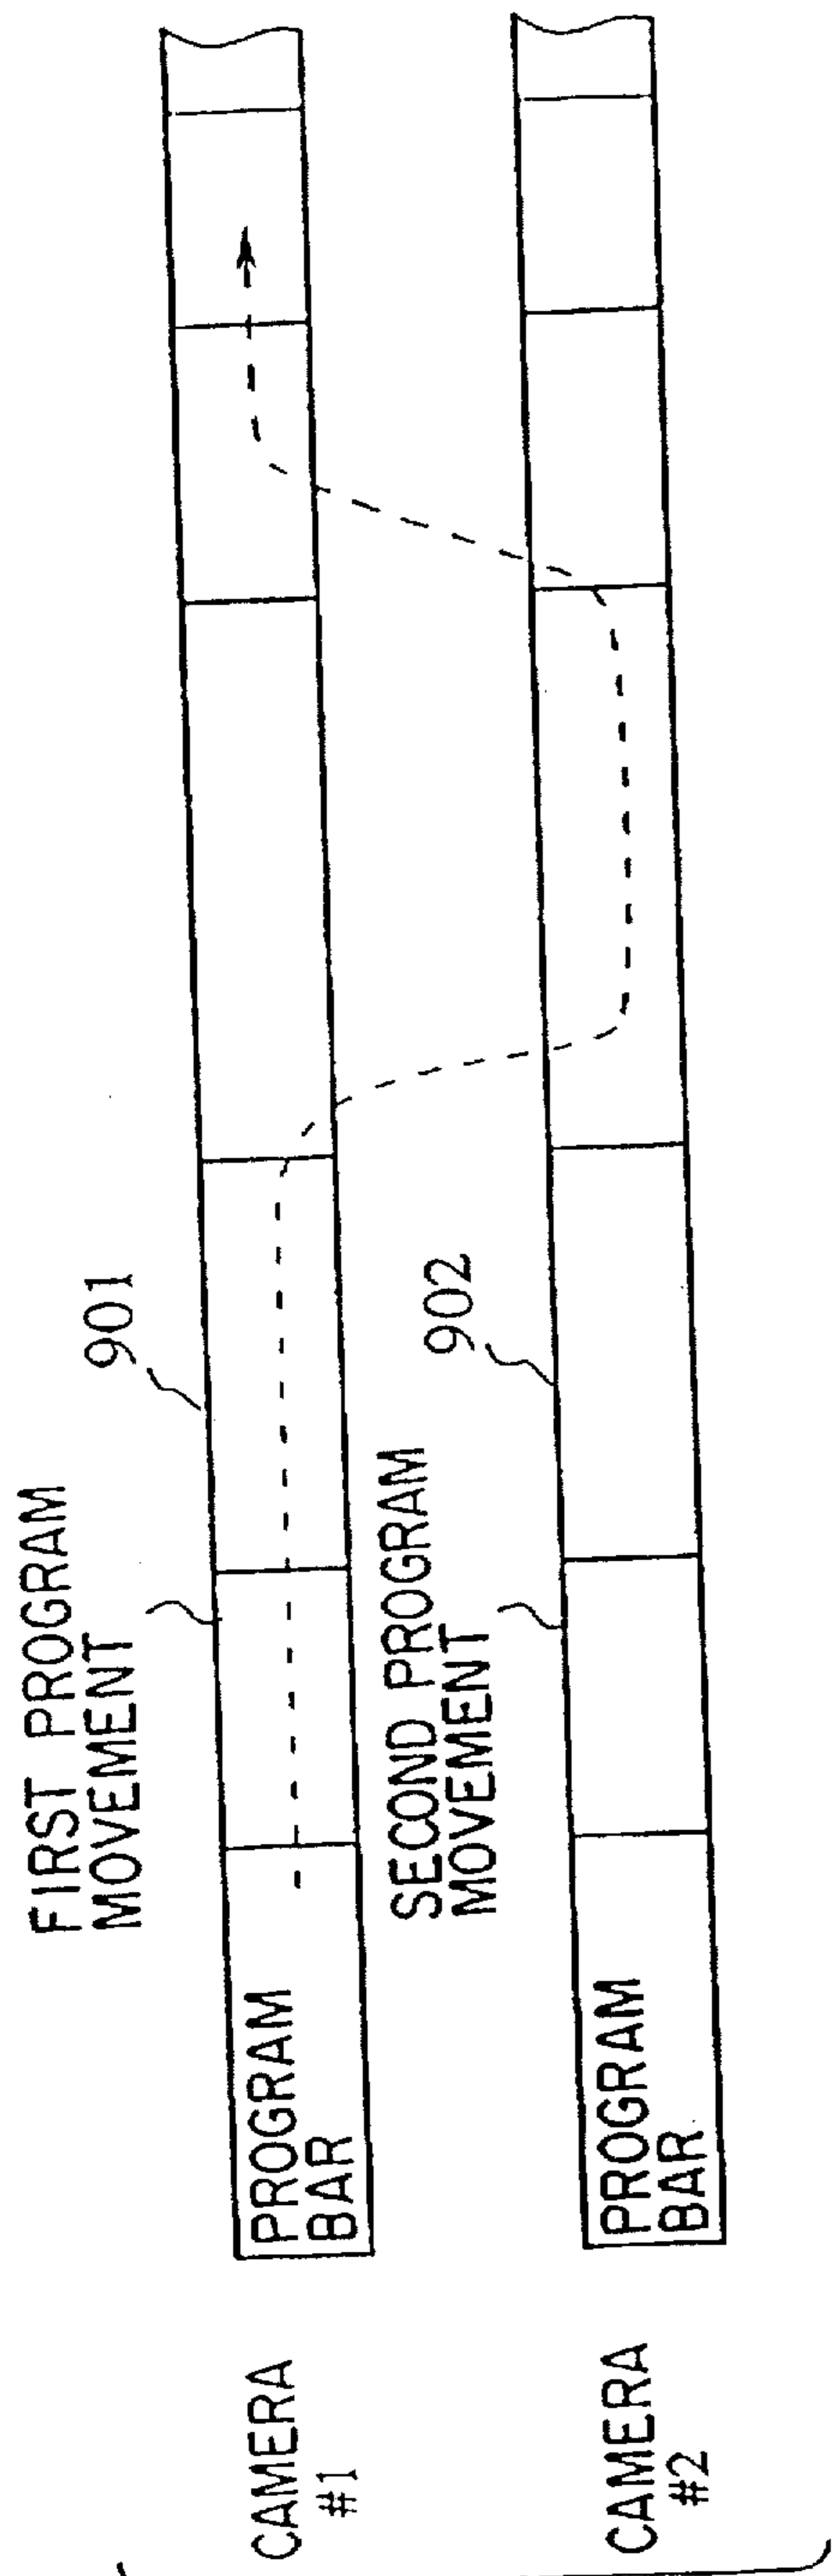 FIRST PROGRAM
MOVEMENT
901
CAMERA
#1
PROGRAM
BAR
SECOND PROGRAM
MOVEMENT
902
CAMERA
#2
PROGRAM
BAR